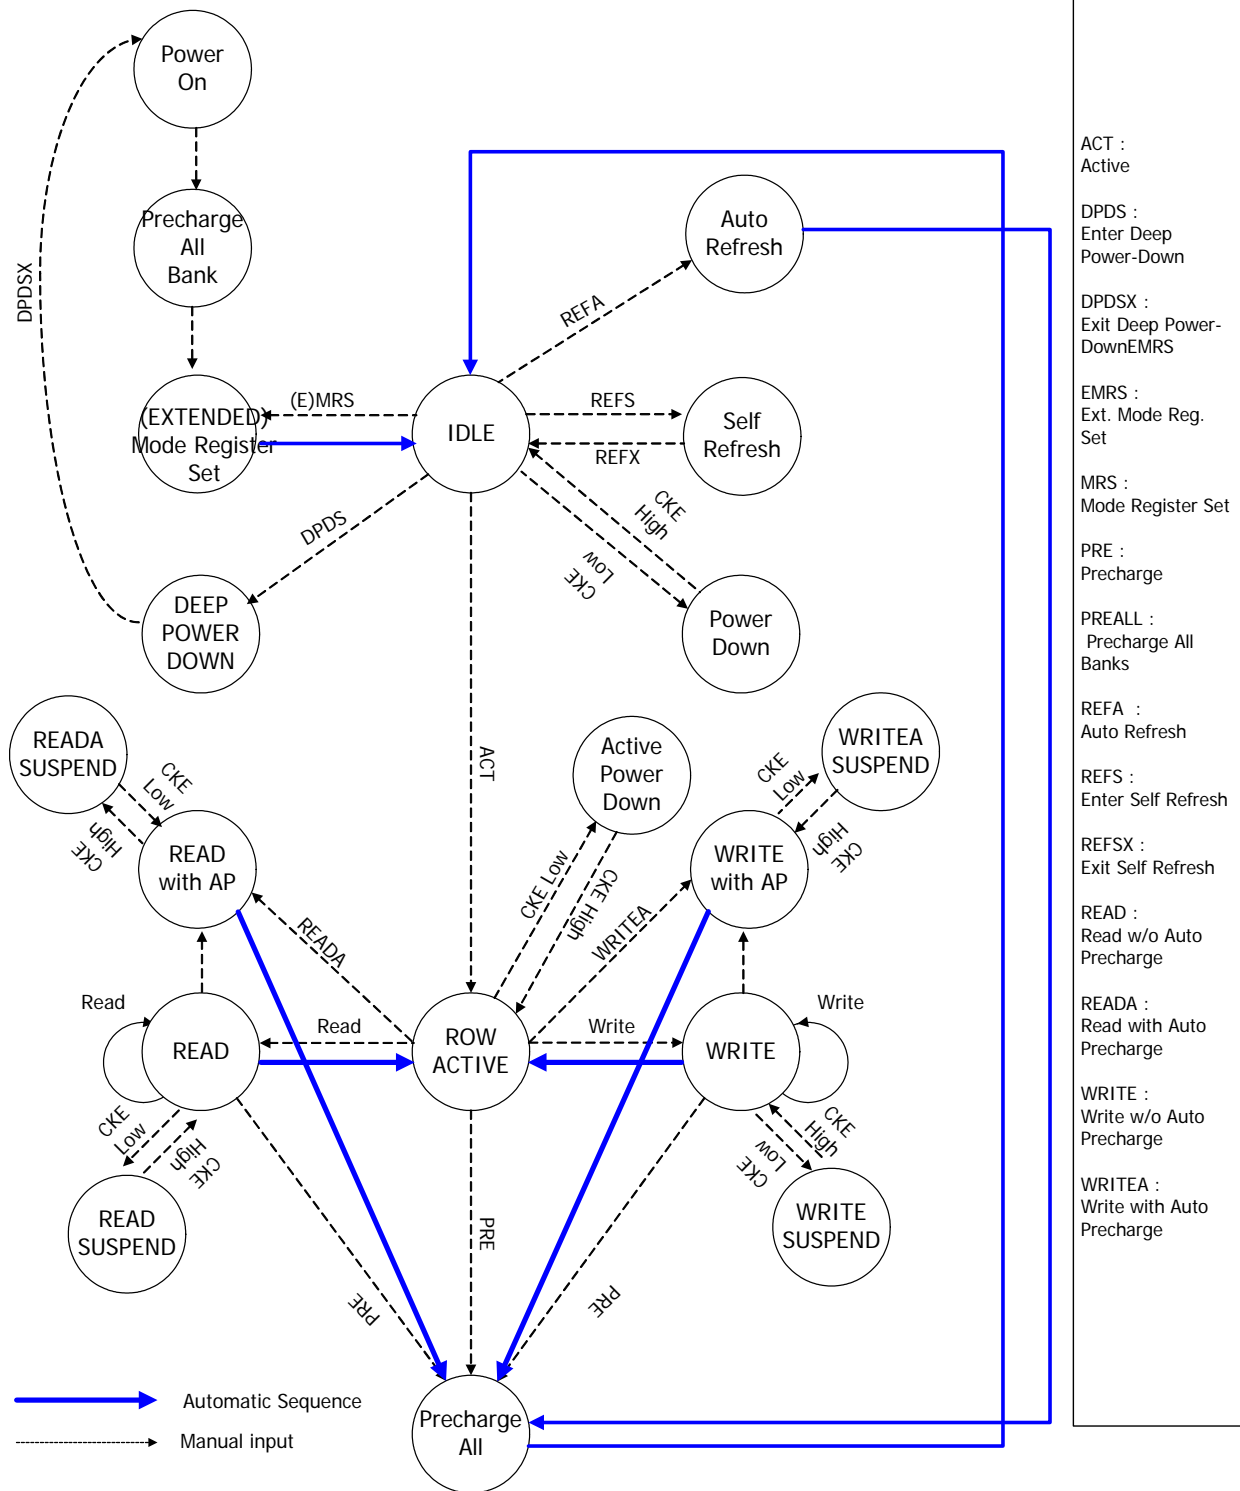 Power
On
Precharge
All
Bank
DPDSX
Auto
Refresh
REFA
(EXTENDED)
Mode Register
Set
(E)MRS
IDLE
REFS
REFX
Self
Refresh
CKE
High
CKE
Low
DPDS
DEEP
POWER
DOWN
Power
Down
READA
SUSPEND
CKE
Low
CKE
High
READ
with AP
ACT
Active
Power
Down
CKE Low
CKE High
WRITEA
SUSPEND
CKE
Low
CKE
High
WRITE
with AP
READA
WRITEA
Read
READ
Read
ROW
ACTIVE
Write
WRITE
Write
CKE
Low
CKE
High
READ
SUSPEND
CKE
High
CKE
Low
WRITE
SUSPEND
PRE
PRE
PRE
Precharge
All
Automatic Sequence
Manual input
ACT :
Active
DPDS :
Enter Deep
Power-Down
DPDSX :
Exit Deep Power-
DownEMRS
EMRS :
Ext. Mode Reg.
Set
MRS :
Mode Register Set
PRE :
Precharge
PREALL :
Precharge All
Banks
REFA :
Auto Refresh
REFS :
Enter Self Refresh
REFSX :
Exit Self Refresh
READ :
Read w/o Auto
Precharge
READA :
Read with Auto
Precharge
WRITE :
Write w/o Auto
Precharge
WRITEA :
Write with Auto
Precharge